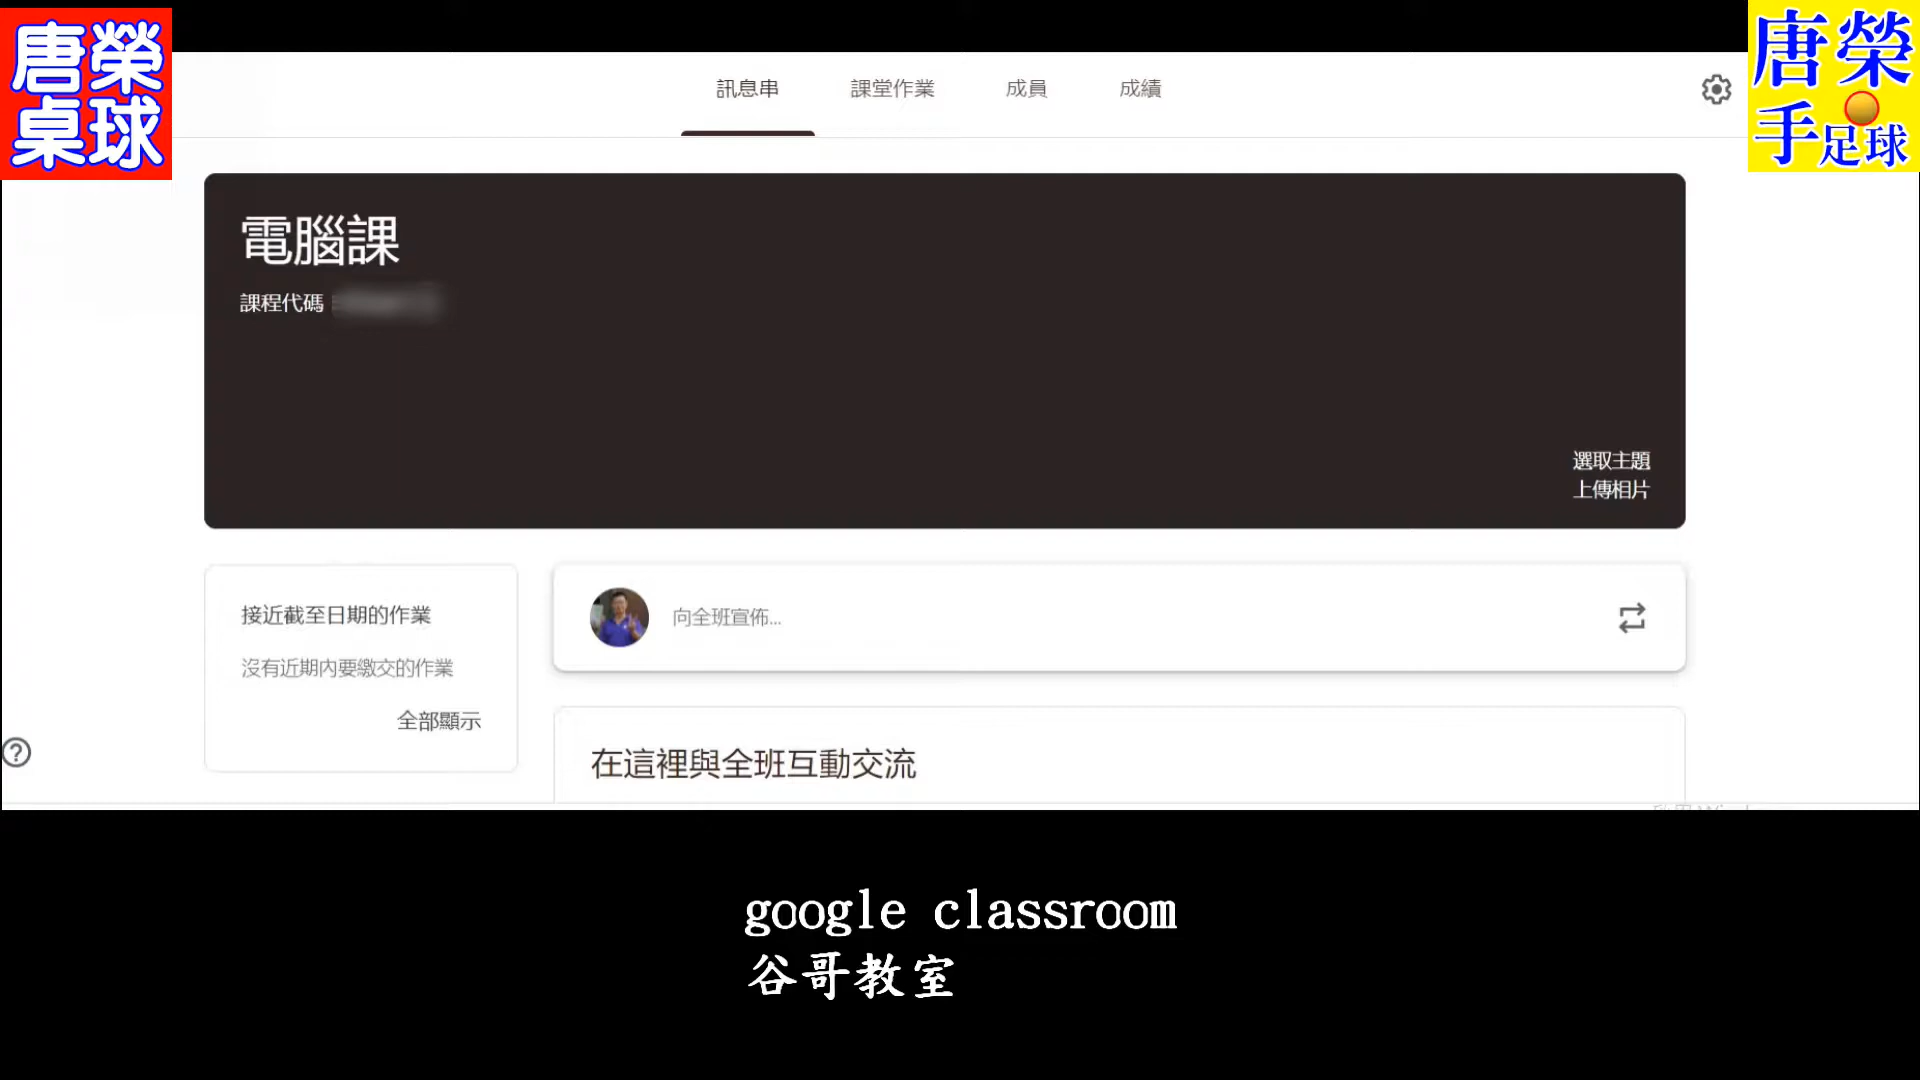 唐榮
桌球
訊息串
課堂作業
成員
成績
唐榮
手足球
電腦課
課程代碼
選取主題
上傳相片
接近截至日期的作業
沒有近期內要繳交的作業
全部顯示
向全班宣佈...
在這裡與全班互動交流
google classroom
谷哥教室